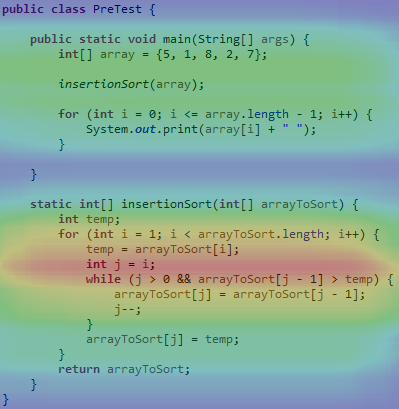 public class PreTest {
public static void main(String[] args) {
int[] array = {5, 1, 8, 2, 7};
insertionSort(array);
for (int i = 0; i <= array.length - 1; i++) {
System.out.print(array[i] + " ");
}
}
static int[] insertionSort(int[] arrayToSort) {
int temp;
for (int i = 1; i < arrayToSort.length; i++) {
temp = arrayToSort[i];
int j = i;
while (j > 0 && arrayToSort[j - 1] > temp) {
arrayToSort[j] = arrayToSort[j - 1];
j--;
}
arrayToSort[j] = temp;
}
return arrayToSort;
}
}